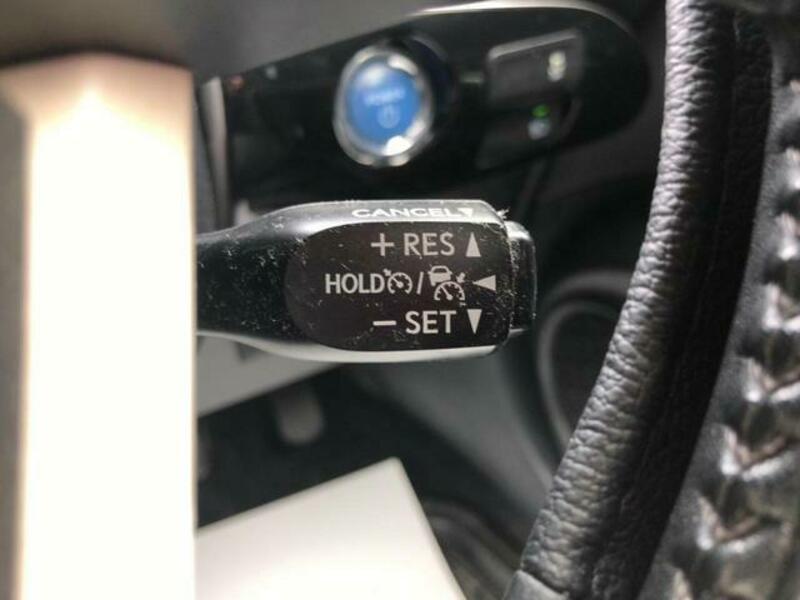 CANCEL
+ RES
HOLD /
− SET